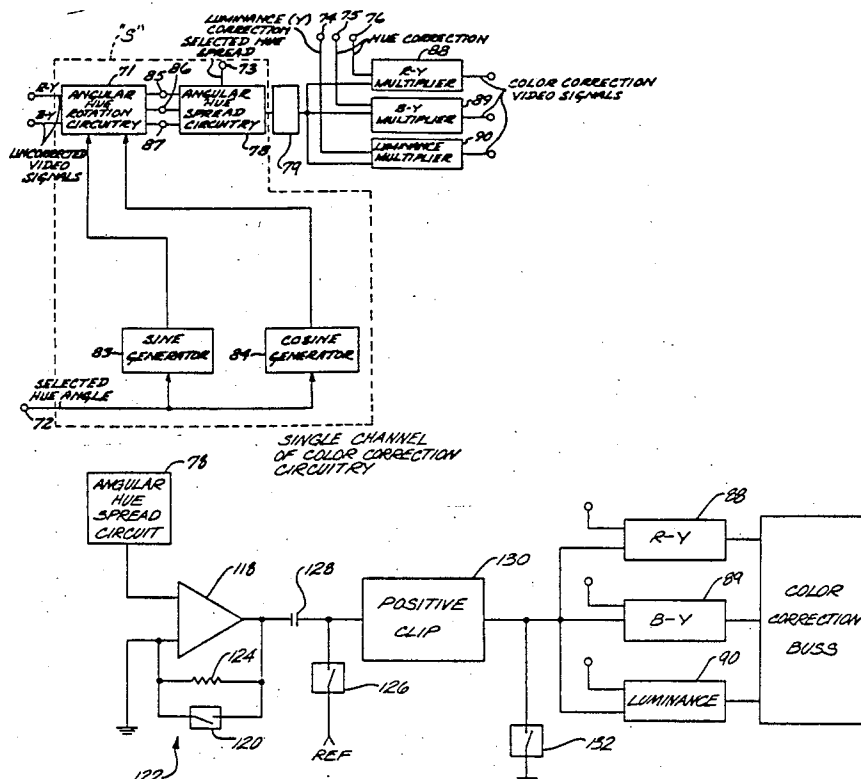 "S"
LUMINANCE (Y)
CORRECTION
SELECTED HUE
SPREAD
74
75
76
HUE CORRECTION
73
88
R-Y
MULTIPLIER
71
85
86
87
R-Y
B-Y
ANGULAR
HUE
ROTATION
CIRCUITRY
ANGULAR
HUE
SPREAD
CIRCUITRY
78
79
B-Y
MULTIPLIER
89
LUMINANCE
MULTIPLIER
90
COLOR CORRECTION
VIDEO SIGNALS
UNCORRECTED
VIDEO
SIGNALS
83
SINE
GENERATOR
84
COSINE
GENERATOR
SELECTED
HUE ANGLE
72
SINGLE CHANNEL
OF COLOR CORRECTION
CIRCUITRY
78
ANGULAR
HUE
SPREAD
CIRCUIT
118
128
130
POSITIVE
CLIP
88
R-Y
89
B-Y
90
LUMINANCE
COLOR
CORRECTION
BUSS
124
120
122
126
REF
132